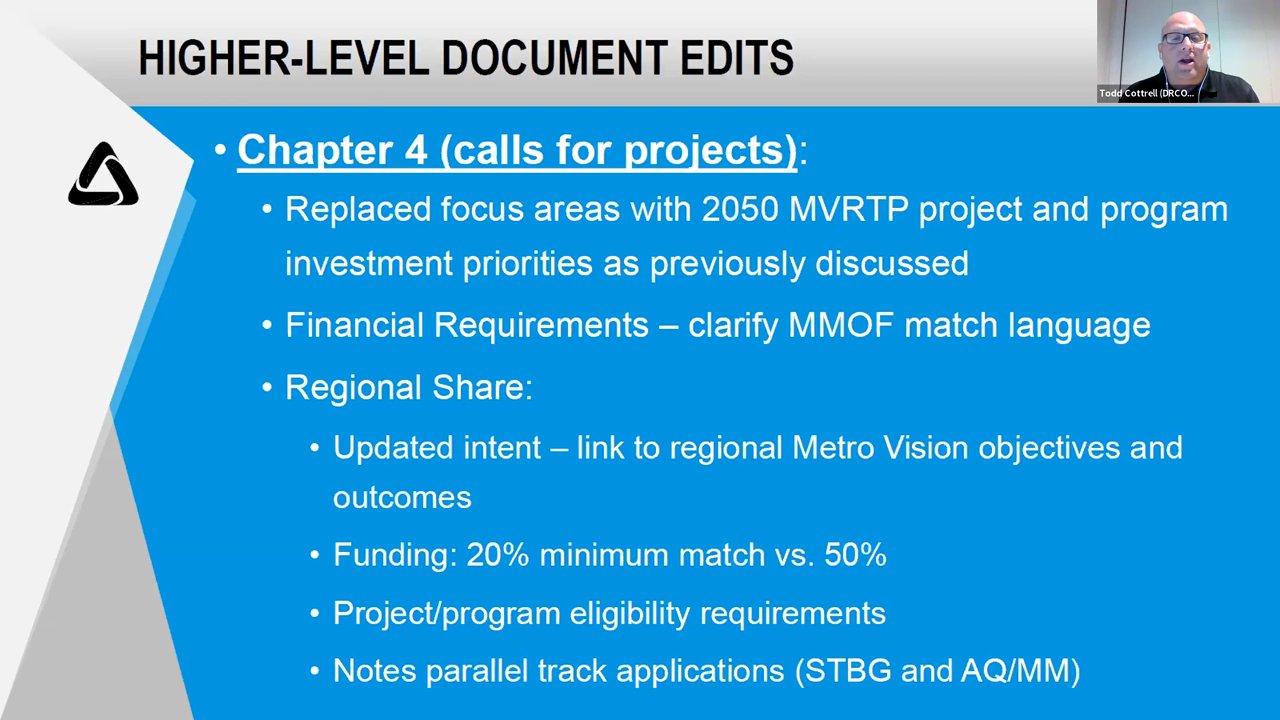 HIGHER-LEVEL DOCUMENT EDITS
Todd Cottrell (DRCO...
• Chapter 4 (calls for projects):
• Replaced focus areas with 2050 MVRTP project and program
investment priorities as previously discussed
• Financial Requirements – clarify MMOF match language
• Regional Share:
• Updated intent – link to regional Metro Vision objectives and
outcomes
• Funding: 20% minimum match vs. 50%
• Project/program eligibility requirements
• Notes parallel track applications (STBG and AQ/MM)